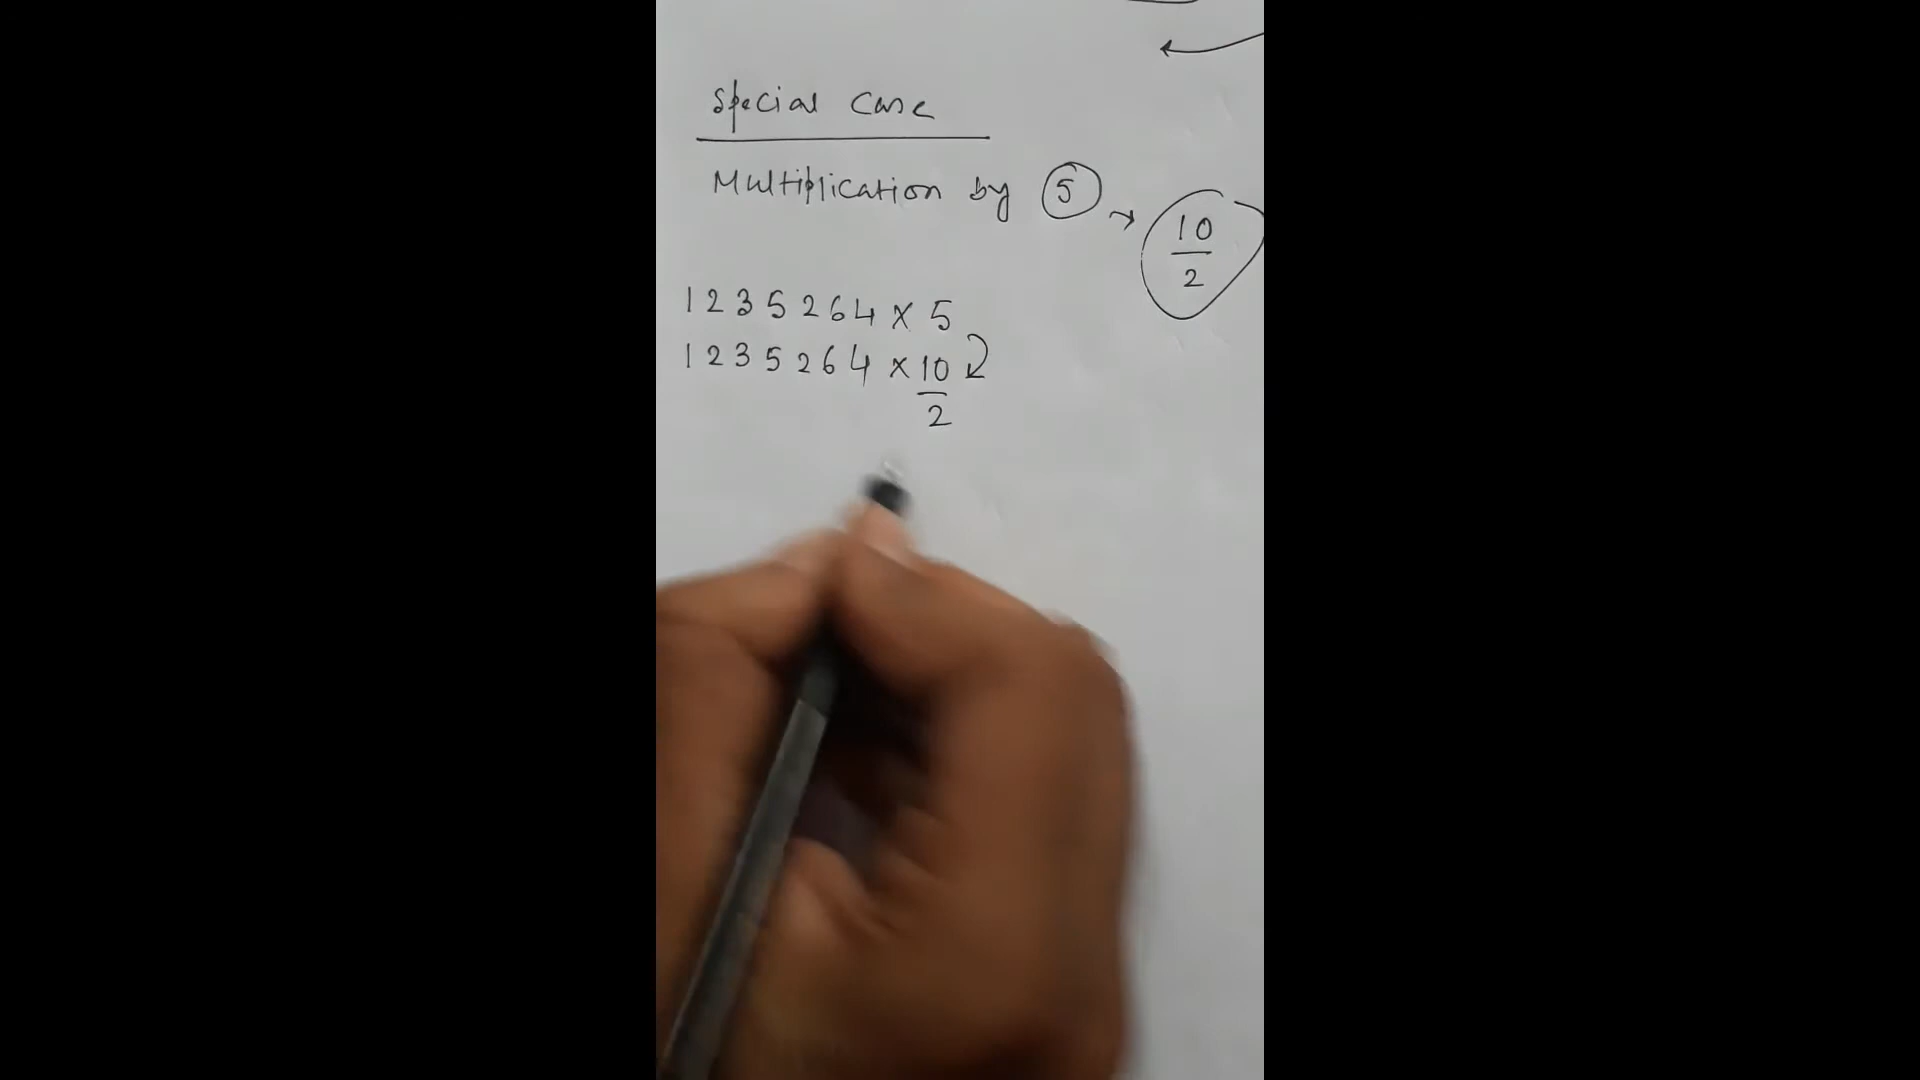 Special Case
Multiplication by 5 → 10/2
1235264 × 5
1235264 × 10/2